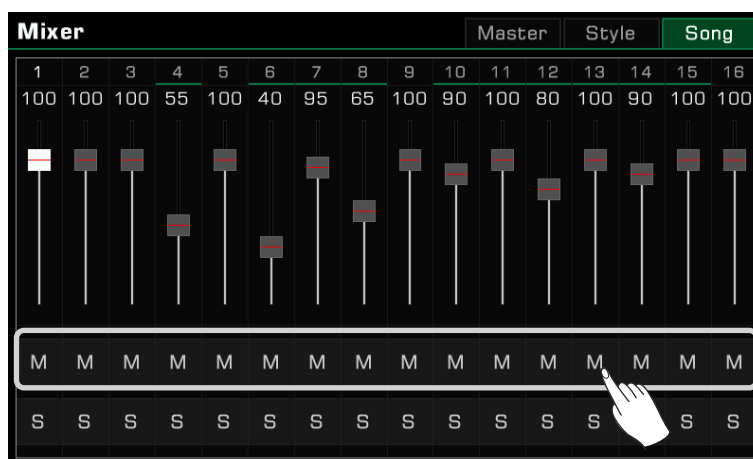 Mixer Master Style Song
1 2 3 4 5 6 7 8 9 10 11 12 13 14 15 16
100 100 100 55 100 40 95 65 100 90 100 80 100 90 100 100
M M M M M M M M M M M M M M M M
S S S S S S S S S S S S S S S